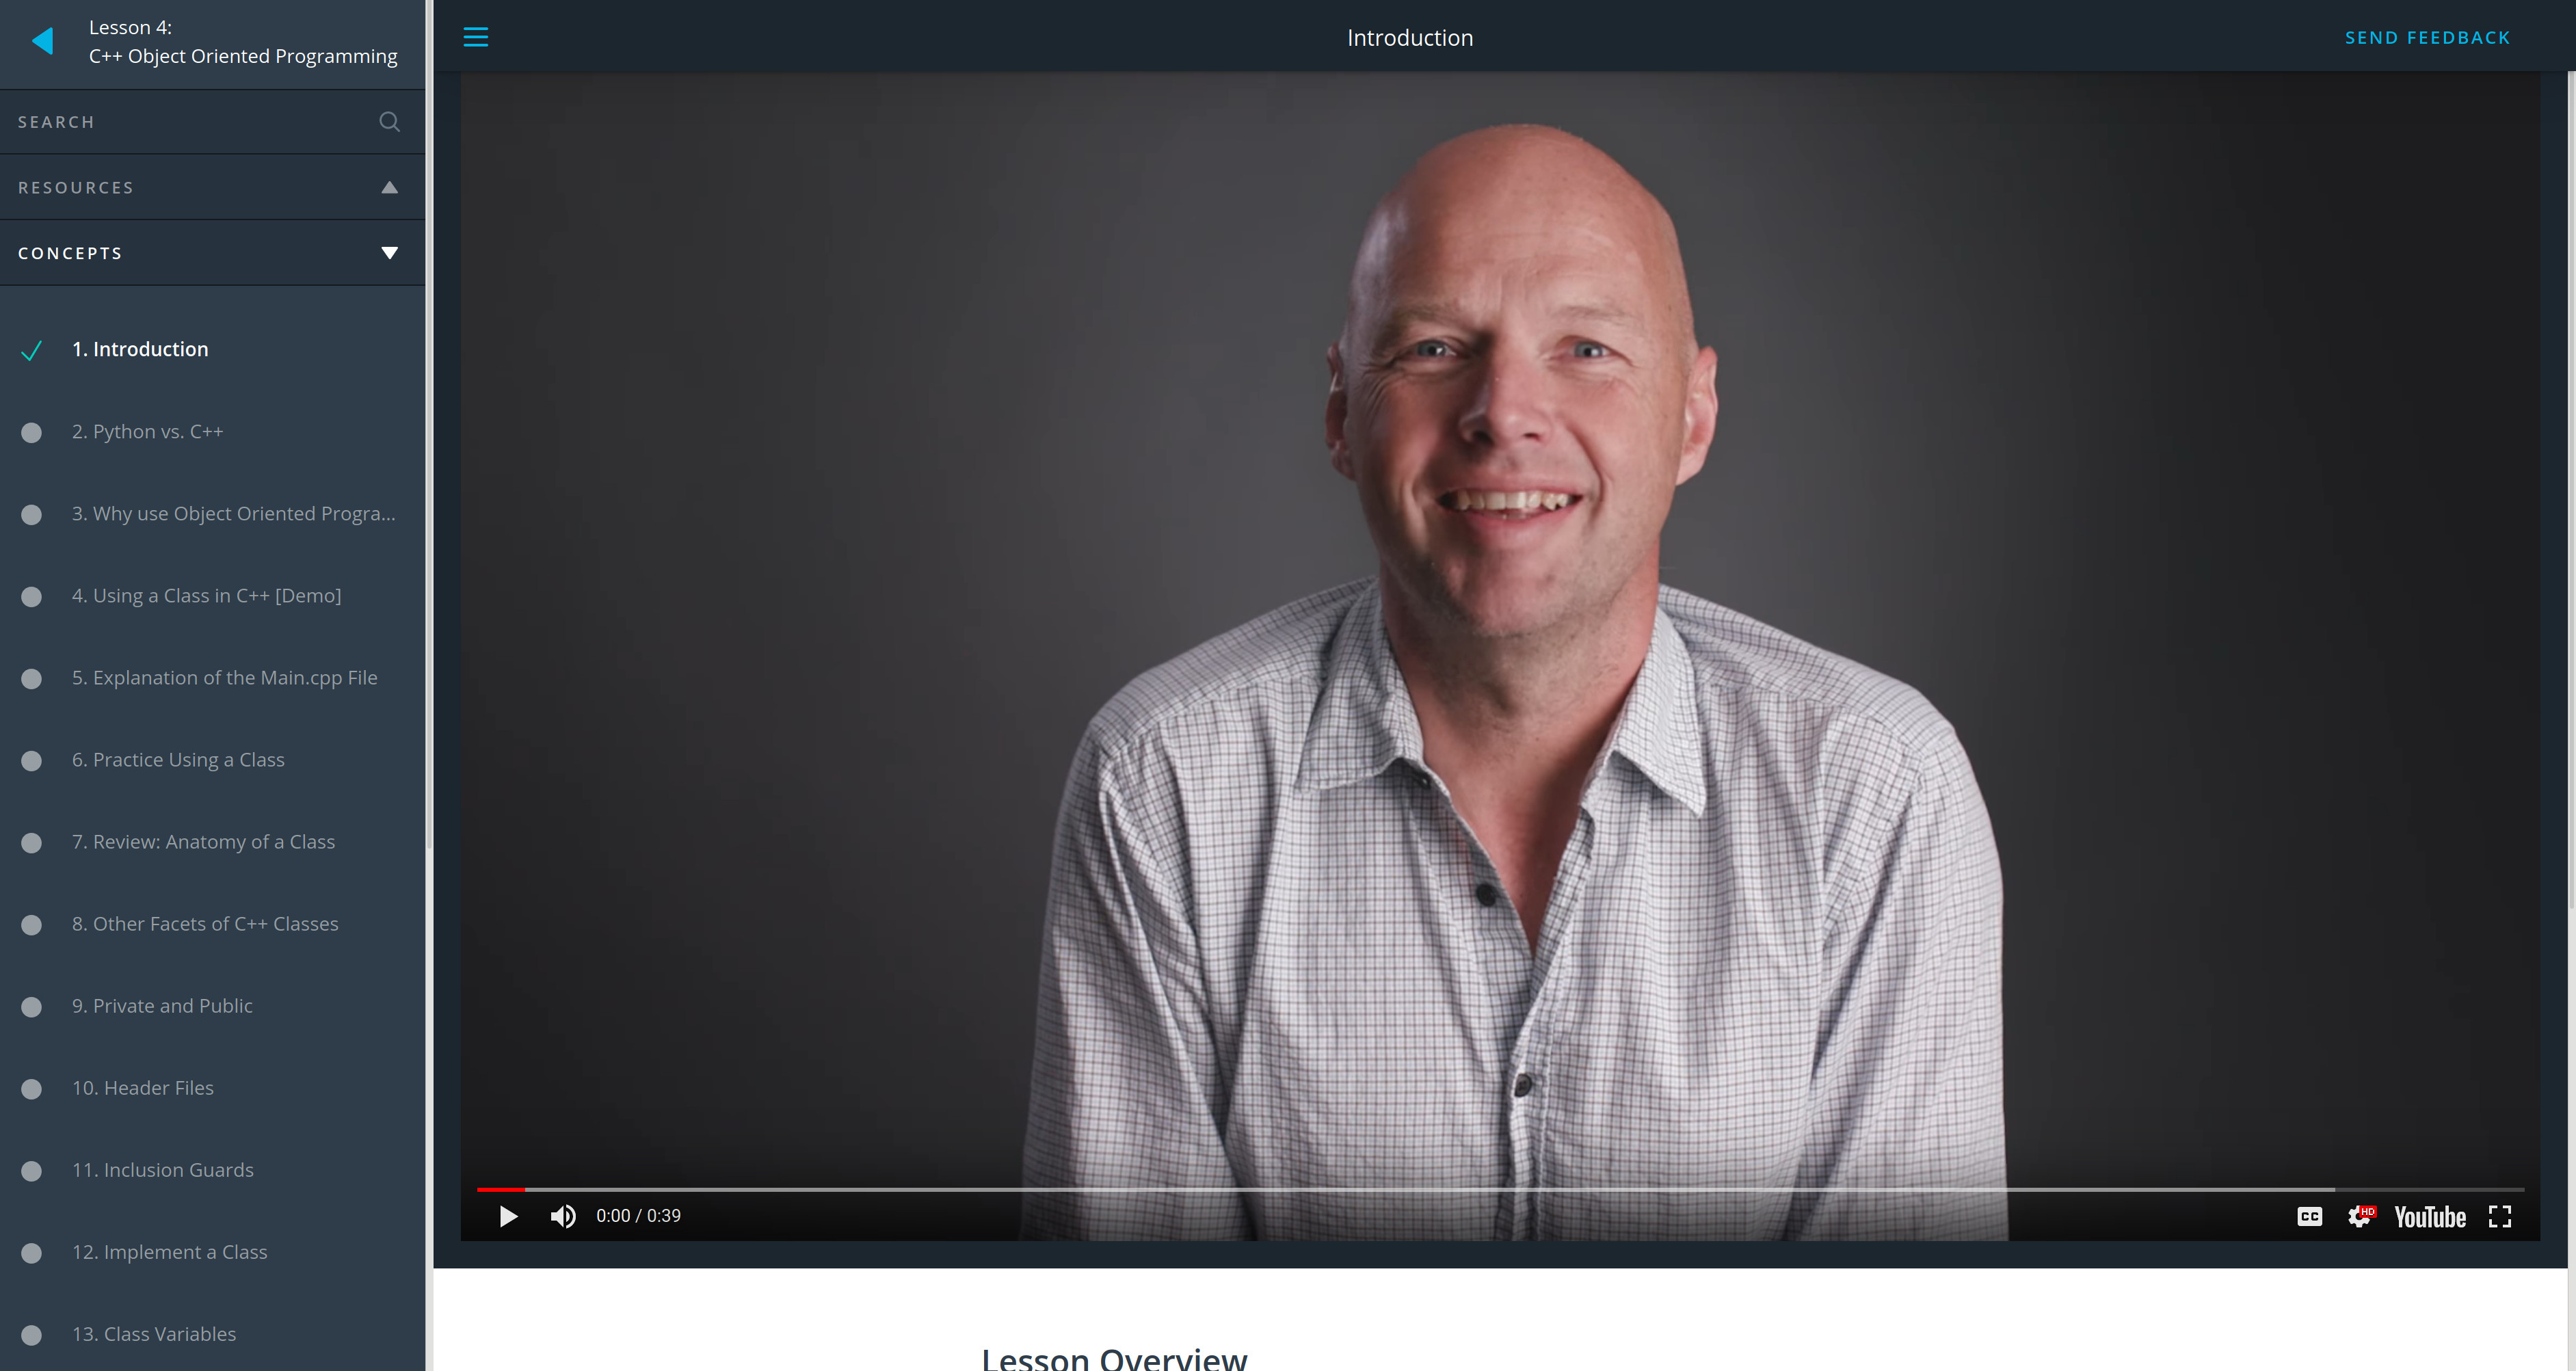 Lesson 4:
C++ Object Oriented Programming
SEARCH
RESOURCES
CONCEPTS
1. Introduction
2. Python vs. C++
3. Why use Object Oriented Progra...
4. Using a Class in C++ [Demo]
5. Explanation of the Main.cpp File
6. Practice Using a Class
7. Review: Anatomy of a Class
8. Other Facets of C++ Classes
9. Private and Public
10. Header Files
11. Inclusion Guards
12. Implement a Class
13. Class Variables
Introduction
SEND FEEDBACK
0:00 / 0:39
CC
HD
YouTube
Lesson Overview